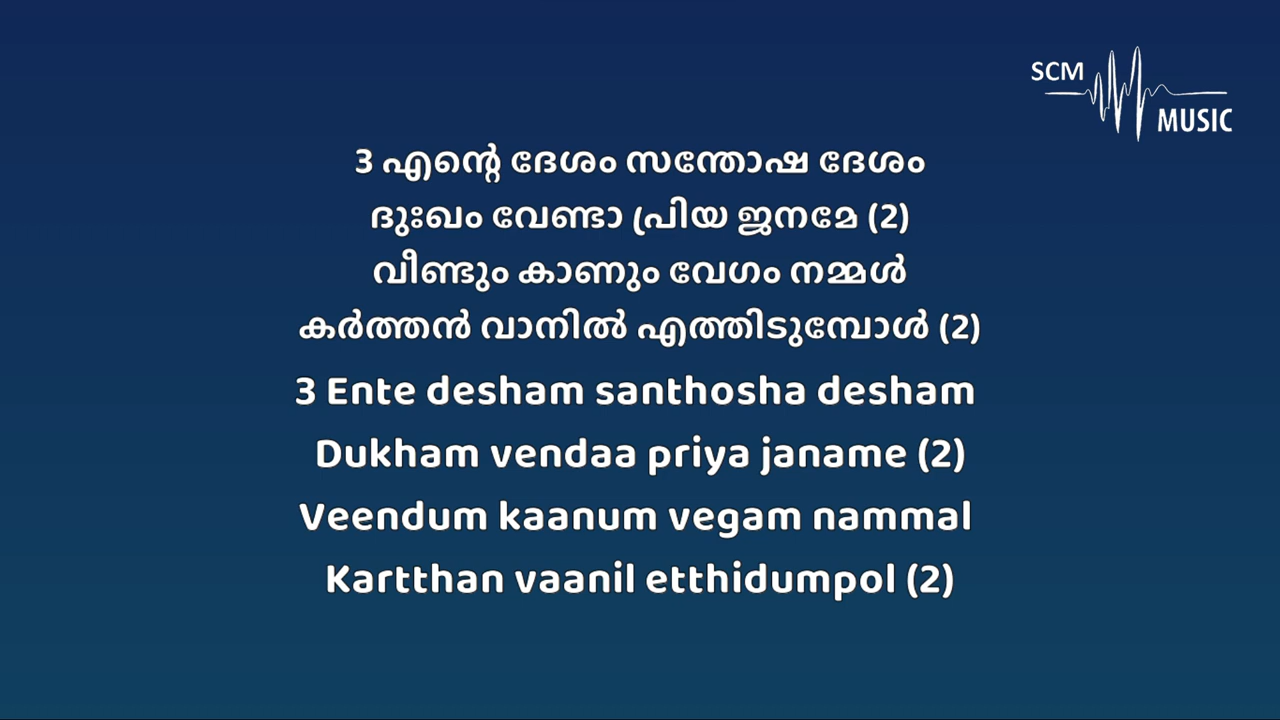 SCM
MUSIC
3 എന്റെ ദേശം സന്തോഷ ദേശം
ദുഃഖം വേണ്ടാ പ്രിയ ജനമേ (2)
വീണ്ടും കാണും വേഗം നമ്മൾ
കർത്തൻ വാനിൽ എത്തിടുമ്പോൾ (2)
3 Ente desham santhosha desham
Dukham vendaa priya janame (2)
Veendum kaanum vegam nammal
Kartthan vaanil etthidumpol (2)